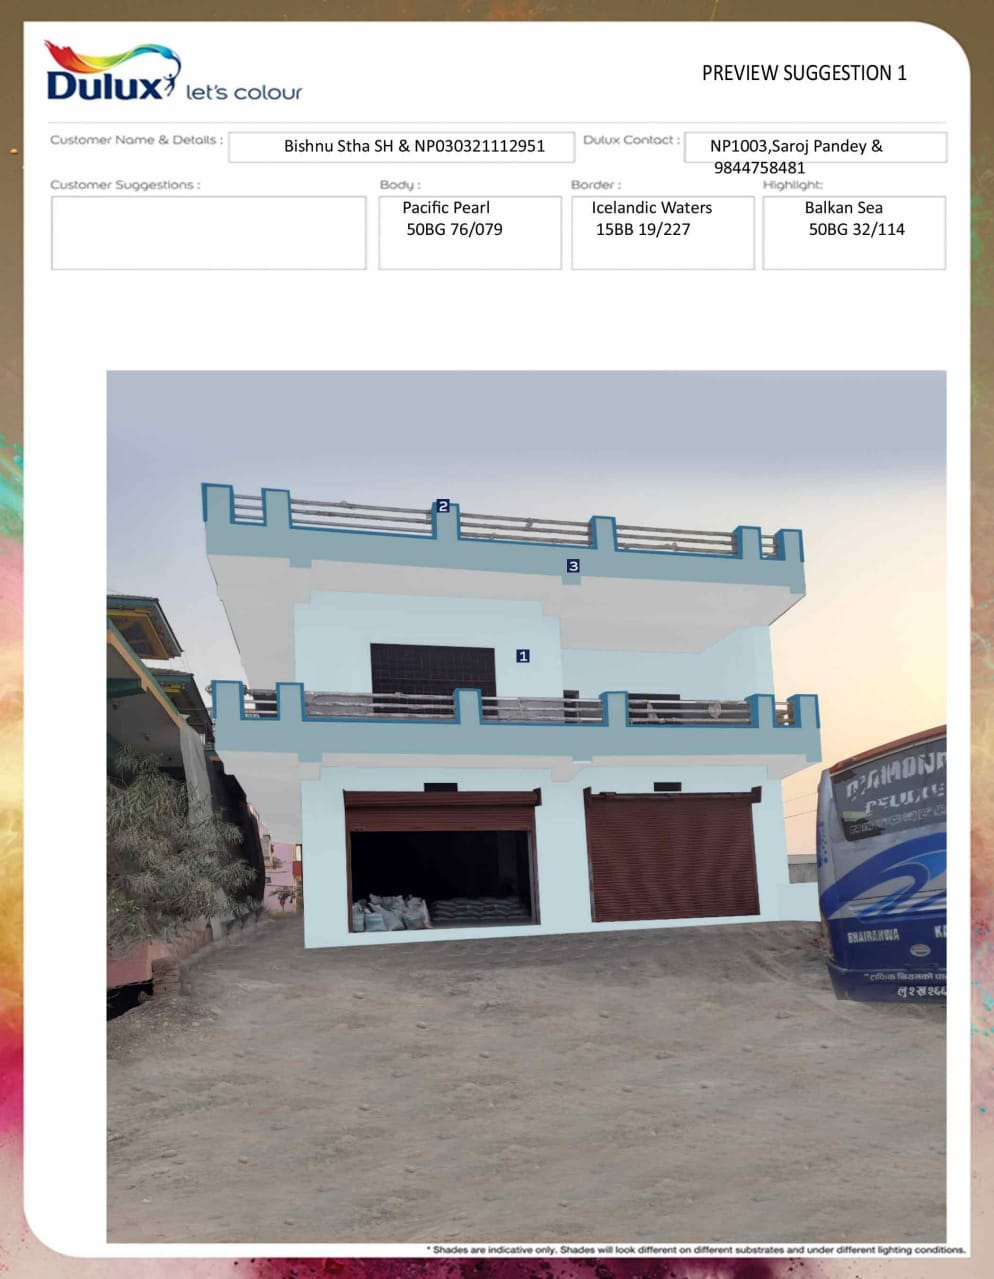 Dulux let's colour
PREVIEW SUGGESTION 1
Customer Name & Details :
Bishnu Stha SH & NP030321112951
Dulux Contact :
NP1003,Saroj Pandey &
9844758481
Customer Suggestions :
Body :
Pacific Pearl
50BG 76/079
Border :
Icelandic Waters
15BB 19/227
Highlight:
Balkan Sea
50BG 32/114
2
3
1
BHAIRAHWA
* Shades are indicative only. Shades will look different on different substrates and under different lighting conditions.